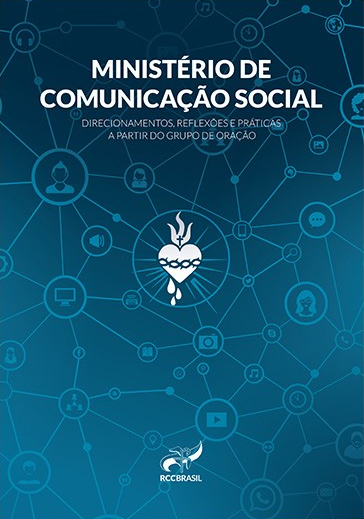 MINISTÉRIO DE
COMUNICAÇÃO SOCIAL
DIRECIONAMENTOS, REFLEXÕES E PRÁTICAS
A PARTIR DO GRUPO DE ORAÇÃO
RCCBRASIL